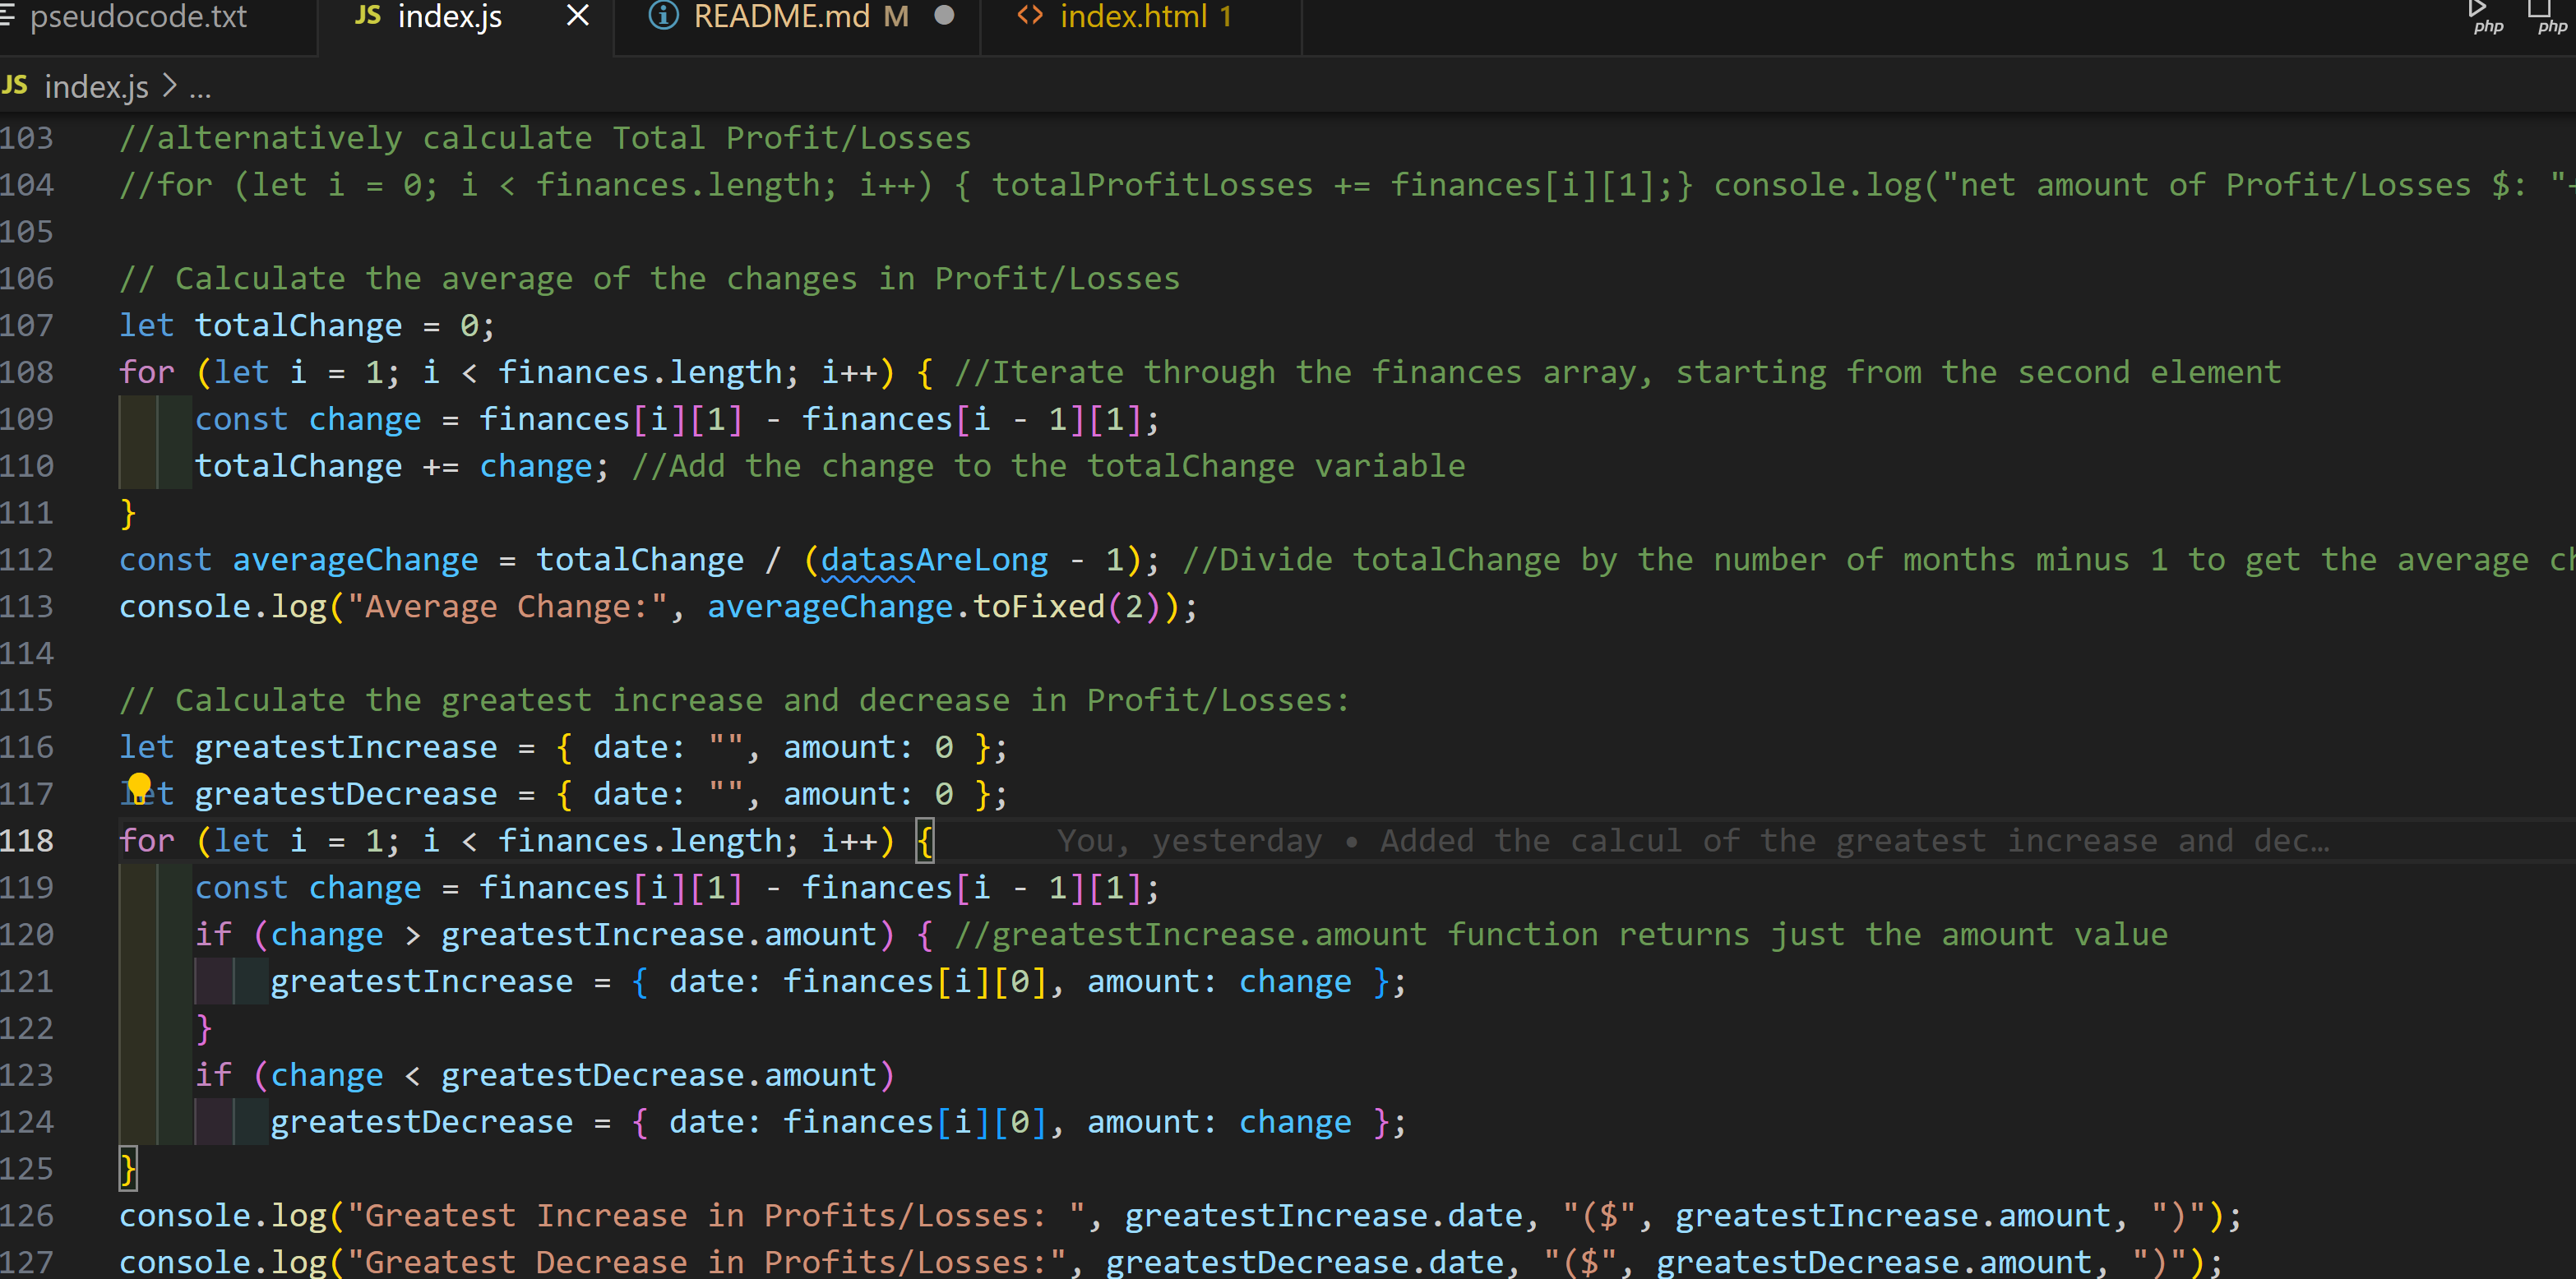 pseudocode.txt JS index.js README.md M index.html 1 php php
JS index.js > ...
103 //alternatively calculate Total Profit/Losses
104 //for (let i = 0; i < finances.length; i++) { totalProfitLosses += finances[i][1];} console.log("net amount of Profit/Losses $: "
105
106 // Calculate the average of the changes in Profit/Losses
107 let totalChange = 0;
108 for (let i = 1; i < finances.length; i++) { //Iterate through the finances array, starting from the second element
109 const change = finances[i][1] - finances[i - 1][1];
110 totalChange += change; //Add the change to the totalChange variable
111 }
112 const averageChange = totalChange / (datasAreLong - 1); //Divide totalChange by the number of months minus 1 to get the average
113 console.log("Average Change:", averageChange.toFixed(2));
114
115 // Calculate the greatest increase and decrease in Profit/Losses:
116 let greatestIncrease = { date: "", amount: 0 };
117 let greatestDecrease = { date: "", amount: 0 };
118 for (let i = 1; i < finances.length; i++) { You, yesterday • Added the calcul of the greatest increase and dec…
119 const change = finances[i][1] - finances[i - 1][1];
120 if (change > greatestIncrease.amount) { //greatestIncrease.amount function returns just the amount value
121 greatestIncrease = { date: finances[i][0], amount: change };
122 }
123 if (change < greatestDecrease.amount)
124 greatestDecrease = { date: finances[i][0], amount: change };
125 }
126 console.log("Greatest Increase in Profits/Losses: ", greatestIncrease.date, "($", greatestIncrease.amount, ")");
127 console.log("Greatest Decrease in Profits/Losses:", greatestDecrease.date, "($", greatestDecrease.amount, ")");